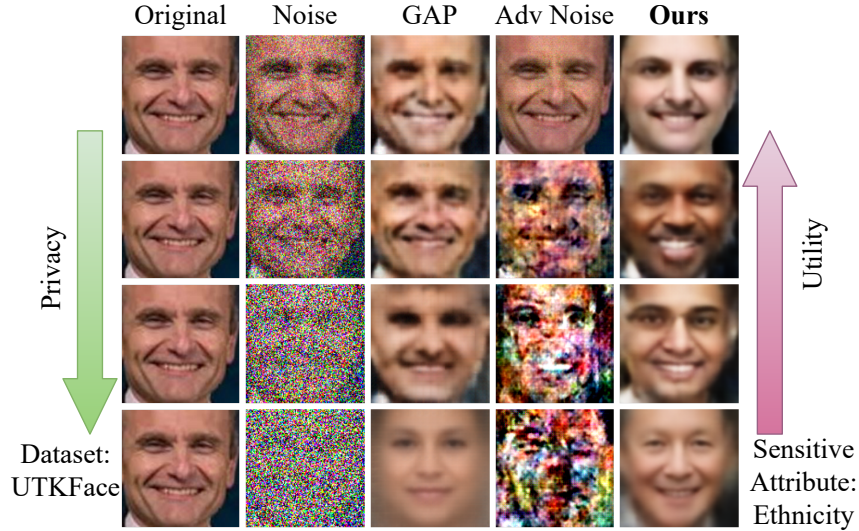 Original Noise GAP Adv Noise Ours
Privacy
Utility
Dataset:
UTKFace
Sensitive
Attribute:
Ethnicity